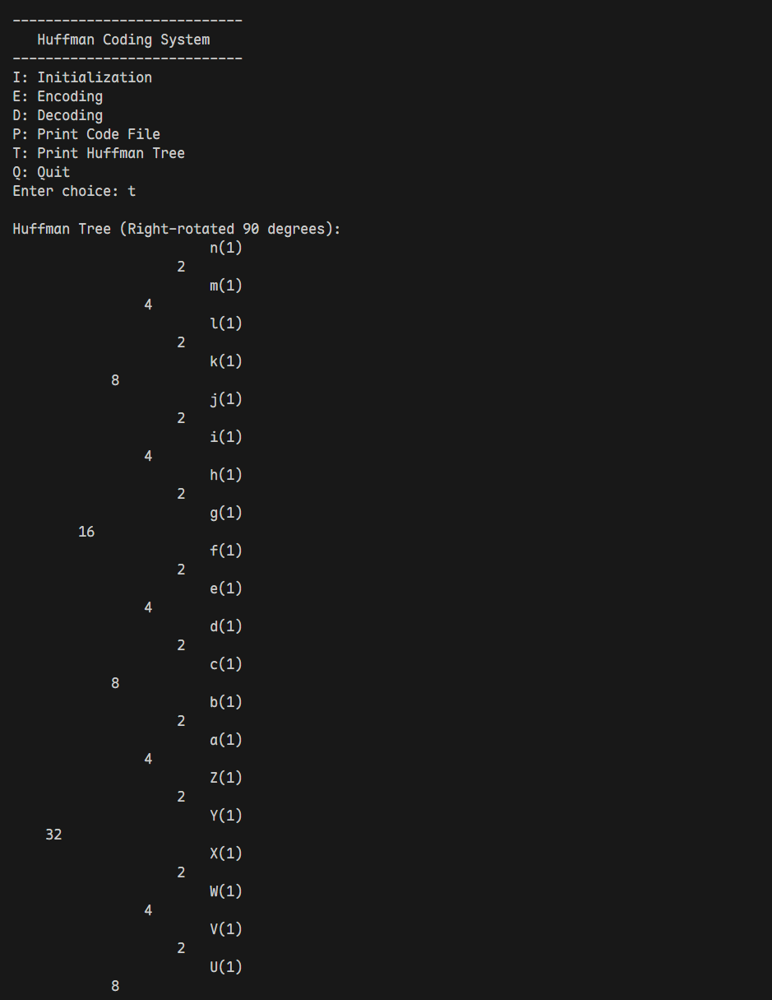 ----------------------------
   Huffman Coding System
----------------------------
I: Initialization
E: Encoding
D: Decoding
P: Print Code File
T: Print Huffman Tree
Q: Quit
Enter choice: t

Huffman Tree (Right-rotated 90 degrees):
                        n(1)
                    2
                        m(1)
                4
                        l(1)
                    2
                        k(1)
            8
                        j(1)
                    2
                        i(1)
                4
                        h(1)
                    2
                        g(1)
        16
                        f(1)
                    2
                        e(1)
                4
                        d(1)
                    2
                        c(1)
            8
                        b(1)
                    2
                        a(1)
                4
                        Z(1)
                    2
                        Y(1)
    32
                        X(1)
                    2
                        W(1)
                4
                        V(1)
                    2
                        U(1)
            8